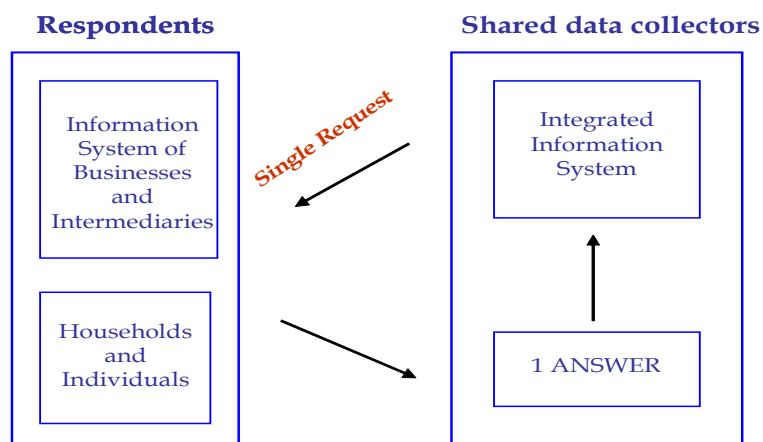 Respondents
Shared data collectors
Information
System of
Businesses
and
Intermediaries
Single Request
Integrated
Information
System
Households
and
Individuals
1 ANSWER